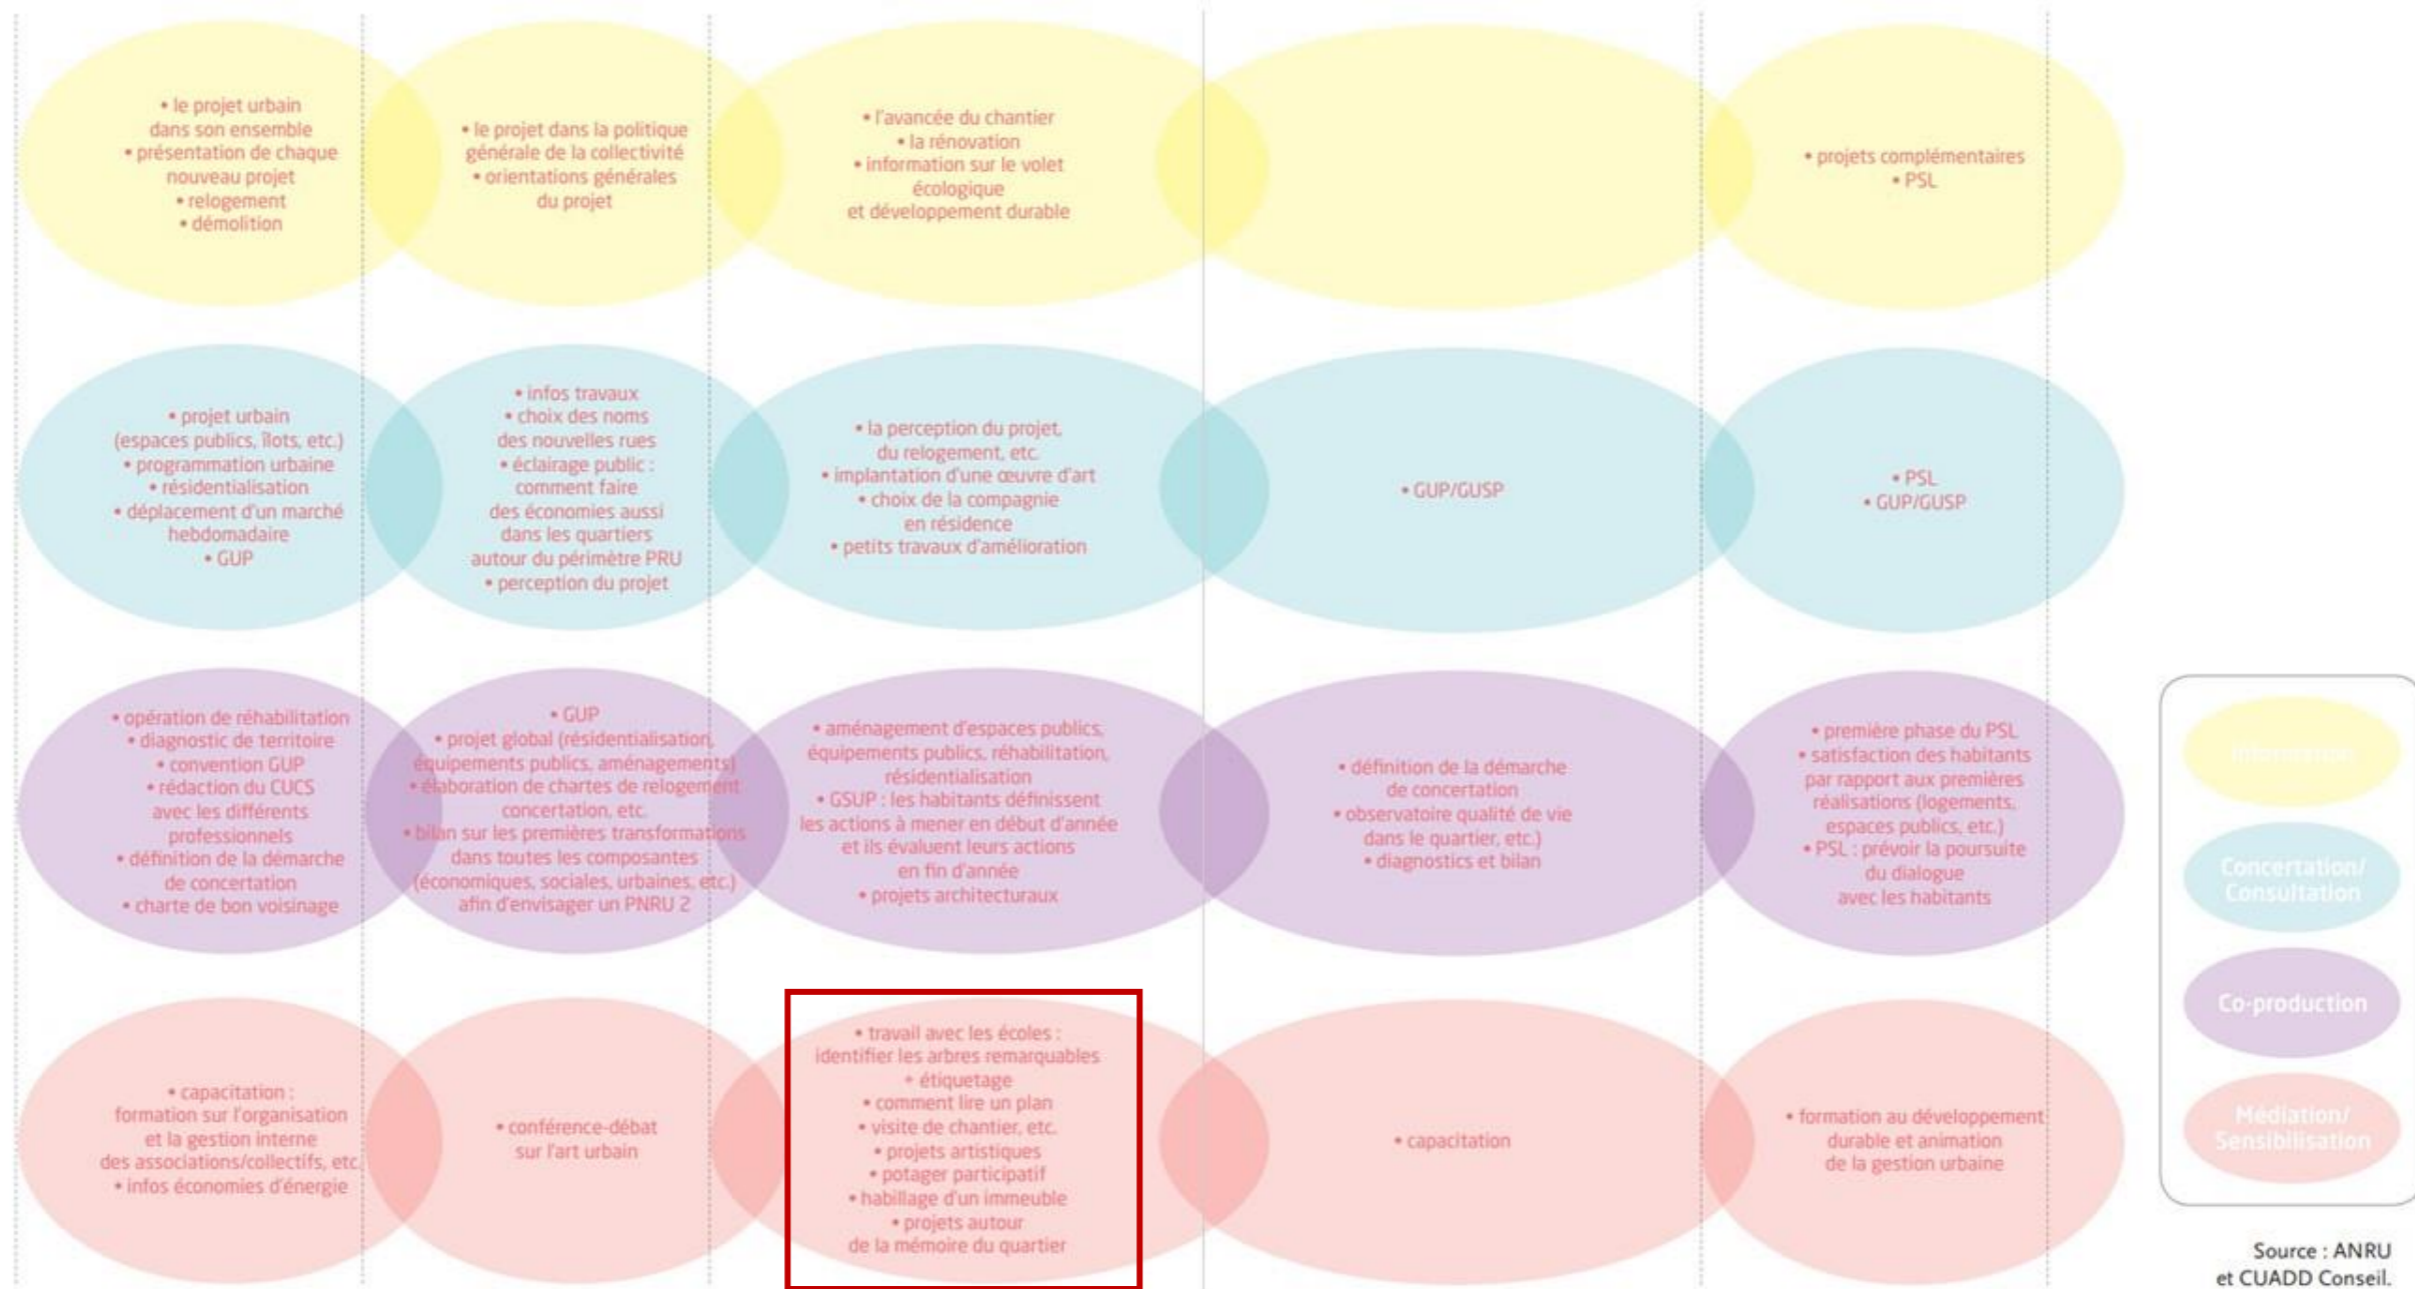 • le projet urbain
dans son ensemble
• présentation de chaque
nouveau projet
• relogement
• démolition
• le projet dans la politique
générale de la collectivité
• orientations générales
du projet
• l'avancée du chantier
• la rénovation
• information sur le volet
écologique
et développement durable
• projets complémentaires
• PSL
• projet urbain
(espaces publics, îlots, etc.)
• programmation urbaine
• résidentialisation
• déplacement d'un marché
hebdomadaire
• GUP
• infos travaux
• choix des noms
des nouvelles rues
• éclairage public :
comment faire
des économies aussi
dans les quartiers
autour du périmètre PRU
• perception du projet
• la perception du projet,
du relogement, etc.
• implantation d'une œuvre d'art
• choix de la compagnie
en résidence
• petits travaux d'amélioration
• GUP/GUSP
• PSL
• GUP/GUSP
• opération de réhabilitation
• diagnostic de territoire
• convention GUP
• rédaction du CUCS
avec les différents
professionnels
• définition de la démarche
de concertation
• charte de bon voisinage
• GUP
• projet global (résidentialisation,
équipements publics, aménagements)
• élaboration de chartes de relogement
concertation, etc.
• bilan sur les premières transformations
dans toutes les composantes
(économiques, sociales, urbaines, etc.)
afin d'envisager un PNRU 2
• aménagement d'espaces publics,
équipements publics, réhabilitation,
résidentialisation
• GSUP : les habitants définissent
les actions à mener en début d'année
et ils évaluent leurs actions
en fin d'année
• projets architecturaux
• définition de la démarche
de concertation
• observatoire qualité de vie
dans le quartier, etc.)
• diagnostics et bilan
• première phase du PSL
• satisfaction des habitants
par rapport aux premières
réalisations (logements,
espaces publics, etc.)
• PSL : prévoir la poursuite
du dialogue
avec les habitants
• capacitation :
formation sur l'organisation
et la gestion interne
des associations/collectifs, etc.
• infos économies d'énergie
• conférence-débat
sur l'art urbain
• travail avec les écoles :
identifier les arbres remarquables
+ étiquetage
• comment lire un plan
• visite de chantier, etc.
• projets artistiques
• potager participatif
• habillage d'un immeuble
• projets autour
de la mémoire du quartier
• capacitation
• formation au développement
durable et animation
de la gestion urbaine
Information
Concertation/
Consultation
Co-production
Médiation/
Sensibilisation
Source : ANRU
et CUADD Conseil.